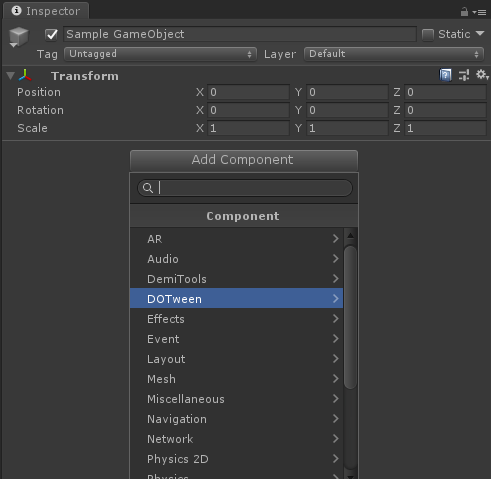 Inspector
Sample GameObject Static
Tag Untagged Layer Default
Transform
Position X 0 Y 0 Z 0
Rotation X 0 Y 0 Z 0
Scale X 1 Y 1 Z 1
Add Component
Component
AR
Audio
DemiTools
DOTween
Effects
Event
Layout
Mesh
Miscellaneous
Navigation
Network
Physics 2D
Physics